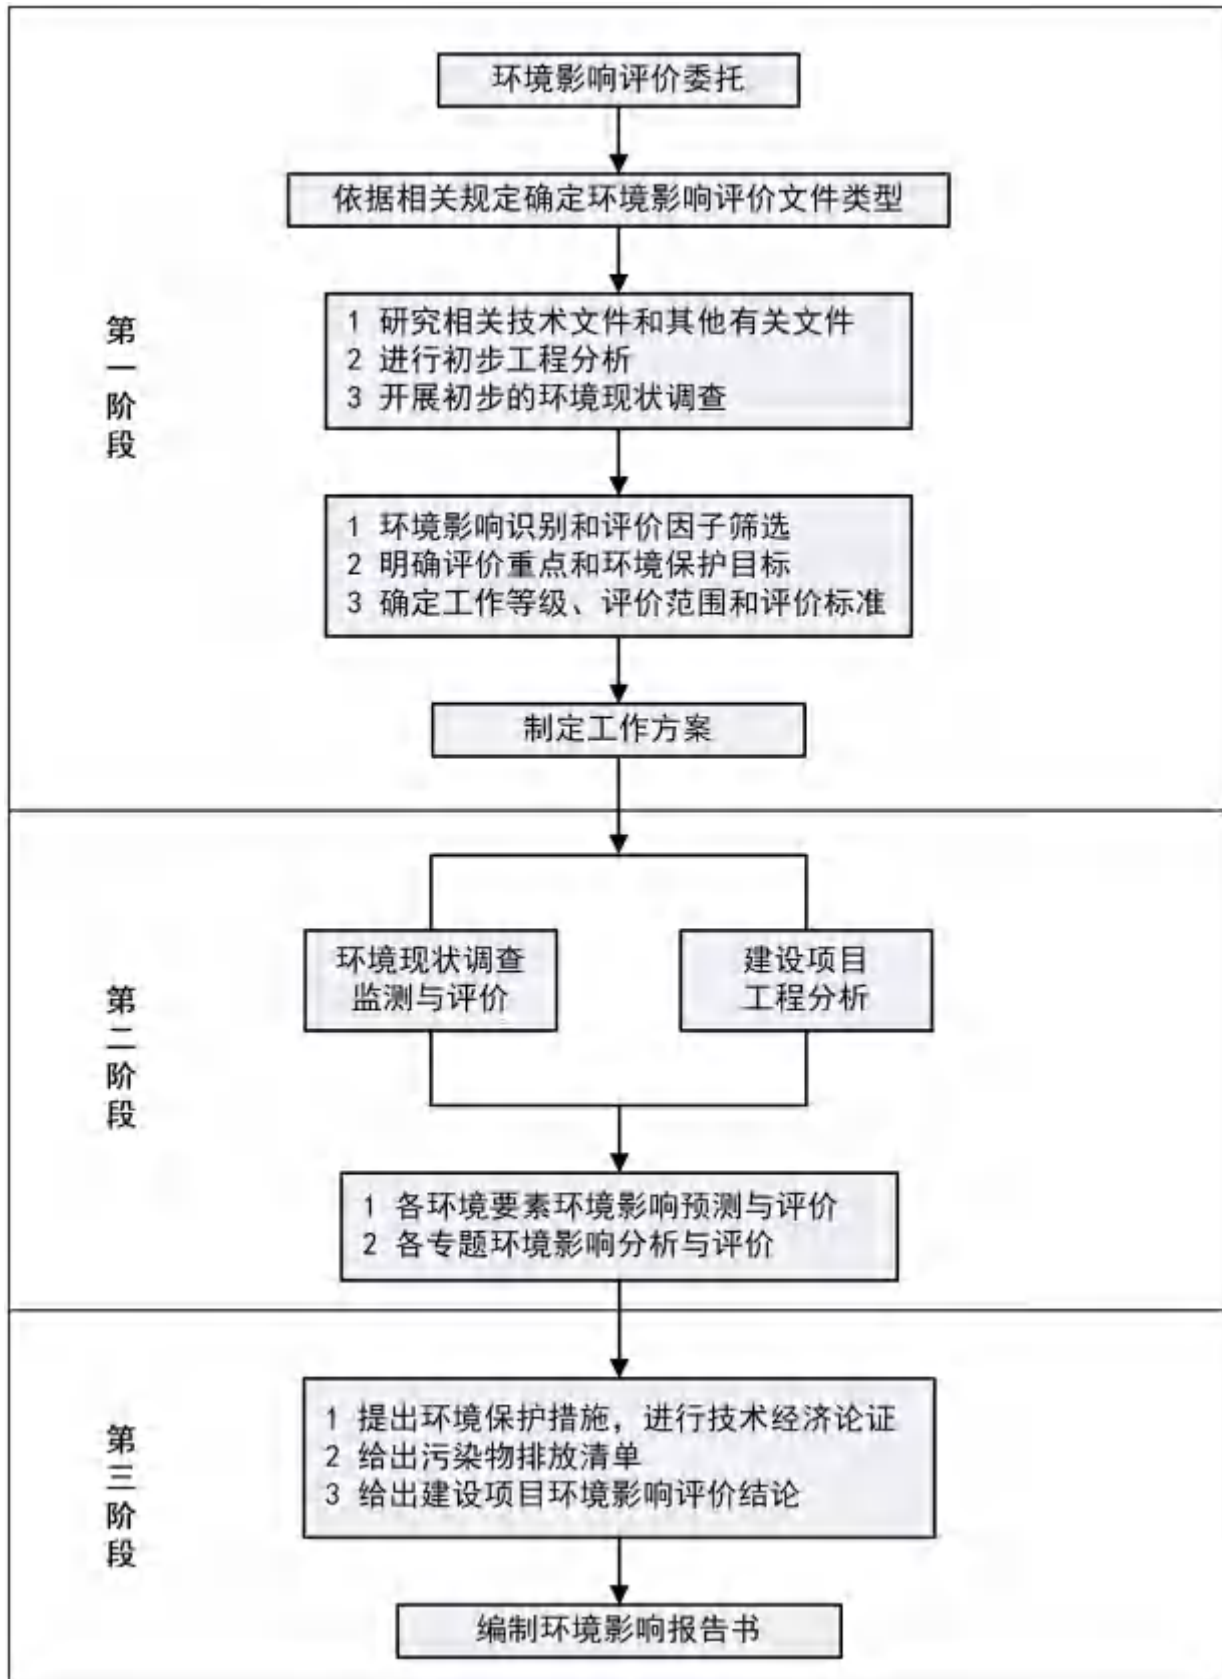 环境影响评价委托
依据相关规定确定环境影响评价文件类型
第一阶段
1 研究相关技术文件和其他有关文件
2 进行初步工程分析
3 开展初步的环境现状调查
1 环境影响识别和评价因子筛选
2 明确评价重点和环境保护目标
3 确定工作等级、评价范围和评价标准
制定工作方案
第二阶段
环境现状调查
监测与评价
建设项目
工程分析
1 各环境要素环境影响预测与评价
2 各专题环境影响分析与评价
第三阶段
1 提出环境保护措施，进行技术经济论证
2 给出污染物排放清单
3 给出建设项目环境影响评价结论
编制环境影响报告书